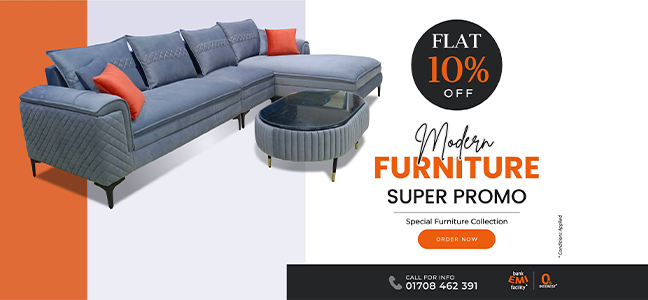 FLAT
10%
OFF
Modern
FURNITURE
SUPER PROMO
Special Furniture Collection
ORDER NOW
* Conditions Applied
CALL FOR INFO
01708 462 391
bank
EMI
facility*
0%